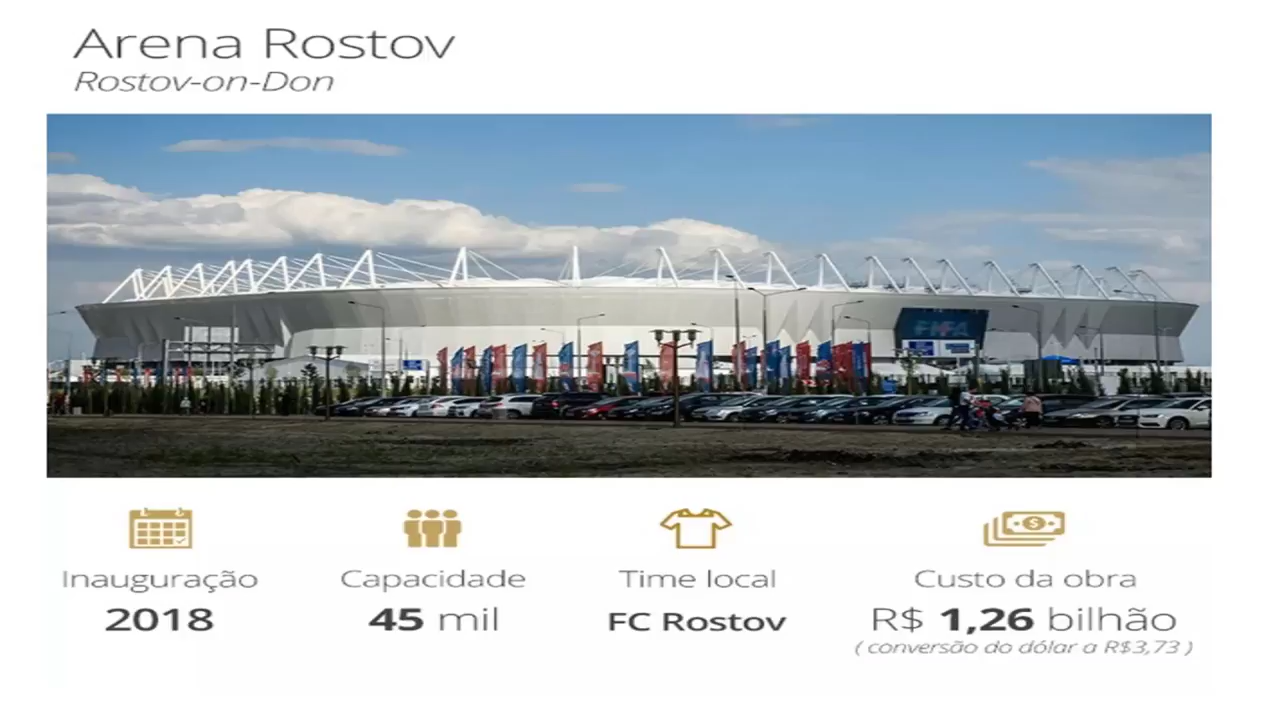 Arena Rostov
Rostov-on-Don
FIFA
Inauguração
2018
Capacidade
45 mil
Time local
FC Rostov
Custo da obra
R$ 1,26 bilhão
( conversão do dólar a R$3,73 )